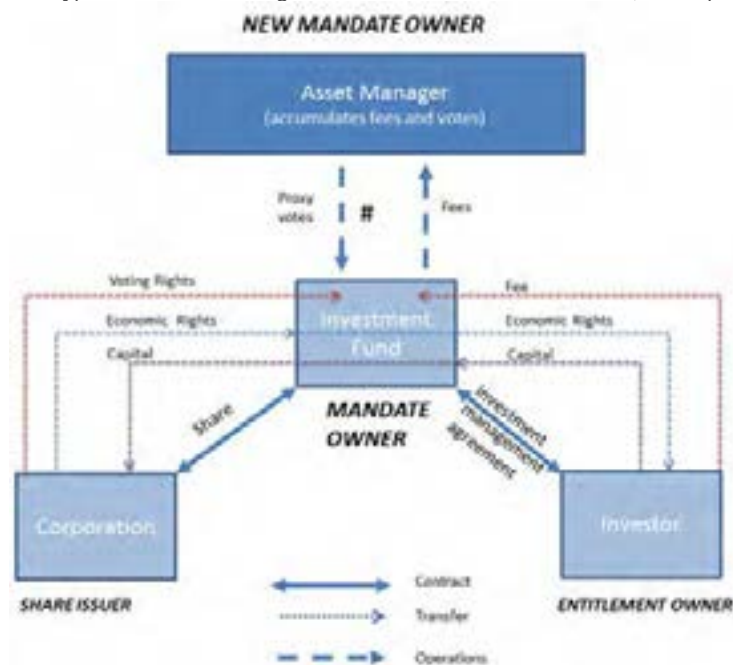 NEW MANDATE OWNER
Asset Manager
(accumulates fees and votes)
Proxy
votes
#
Fees
Voting Rights
Fee
Investment
Fund
Economic Rights
Economic Rights
Capital
Capital
Share
MANDATE
OWNER
Investment
management
agreement
Corporation
Investor
SHARE ISSUER
ENTITLEMENT OWNER
Contract
Transfer
Operations